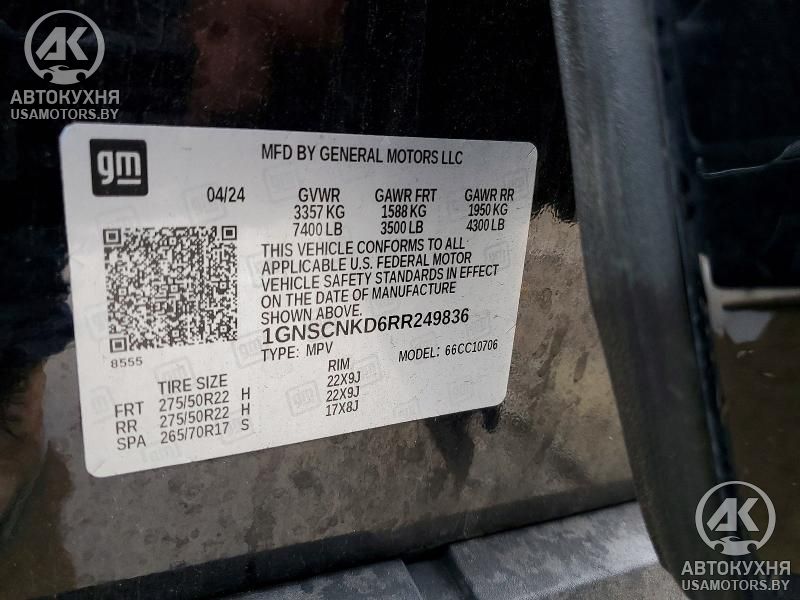 AK
АВТОКУХНЯ
USAMOTORS.BY
gm
MFD BY GENERAL MOTORS LLC
04/24 GVWR GAWR FRT GAWR RR
3357 KG 1588 KG 1950 KG
7400 LB 3500 LB 4300 LB
THIS VEHICLE CONFORMS TO ALL
APPLICABLE U.S. FEDERAL MOTOR
VEHICLE SAFETY STANDARDS IN EFFECT
ON THE DATE OF MANUFACTURE
SHOWN ABOVE.
1GNSCNKD6RR249836
8555
TYPE: MPV MODEL: 66CC10706
TIRE SIZE RIM
FRT 275/50R22 H 22X9J
RR 275/50R22 H 22X9J
SPA 265/70R17 S 17X8J
AK
АВТОКУХНЯ
USAMOTORS.BY